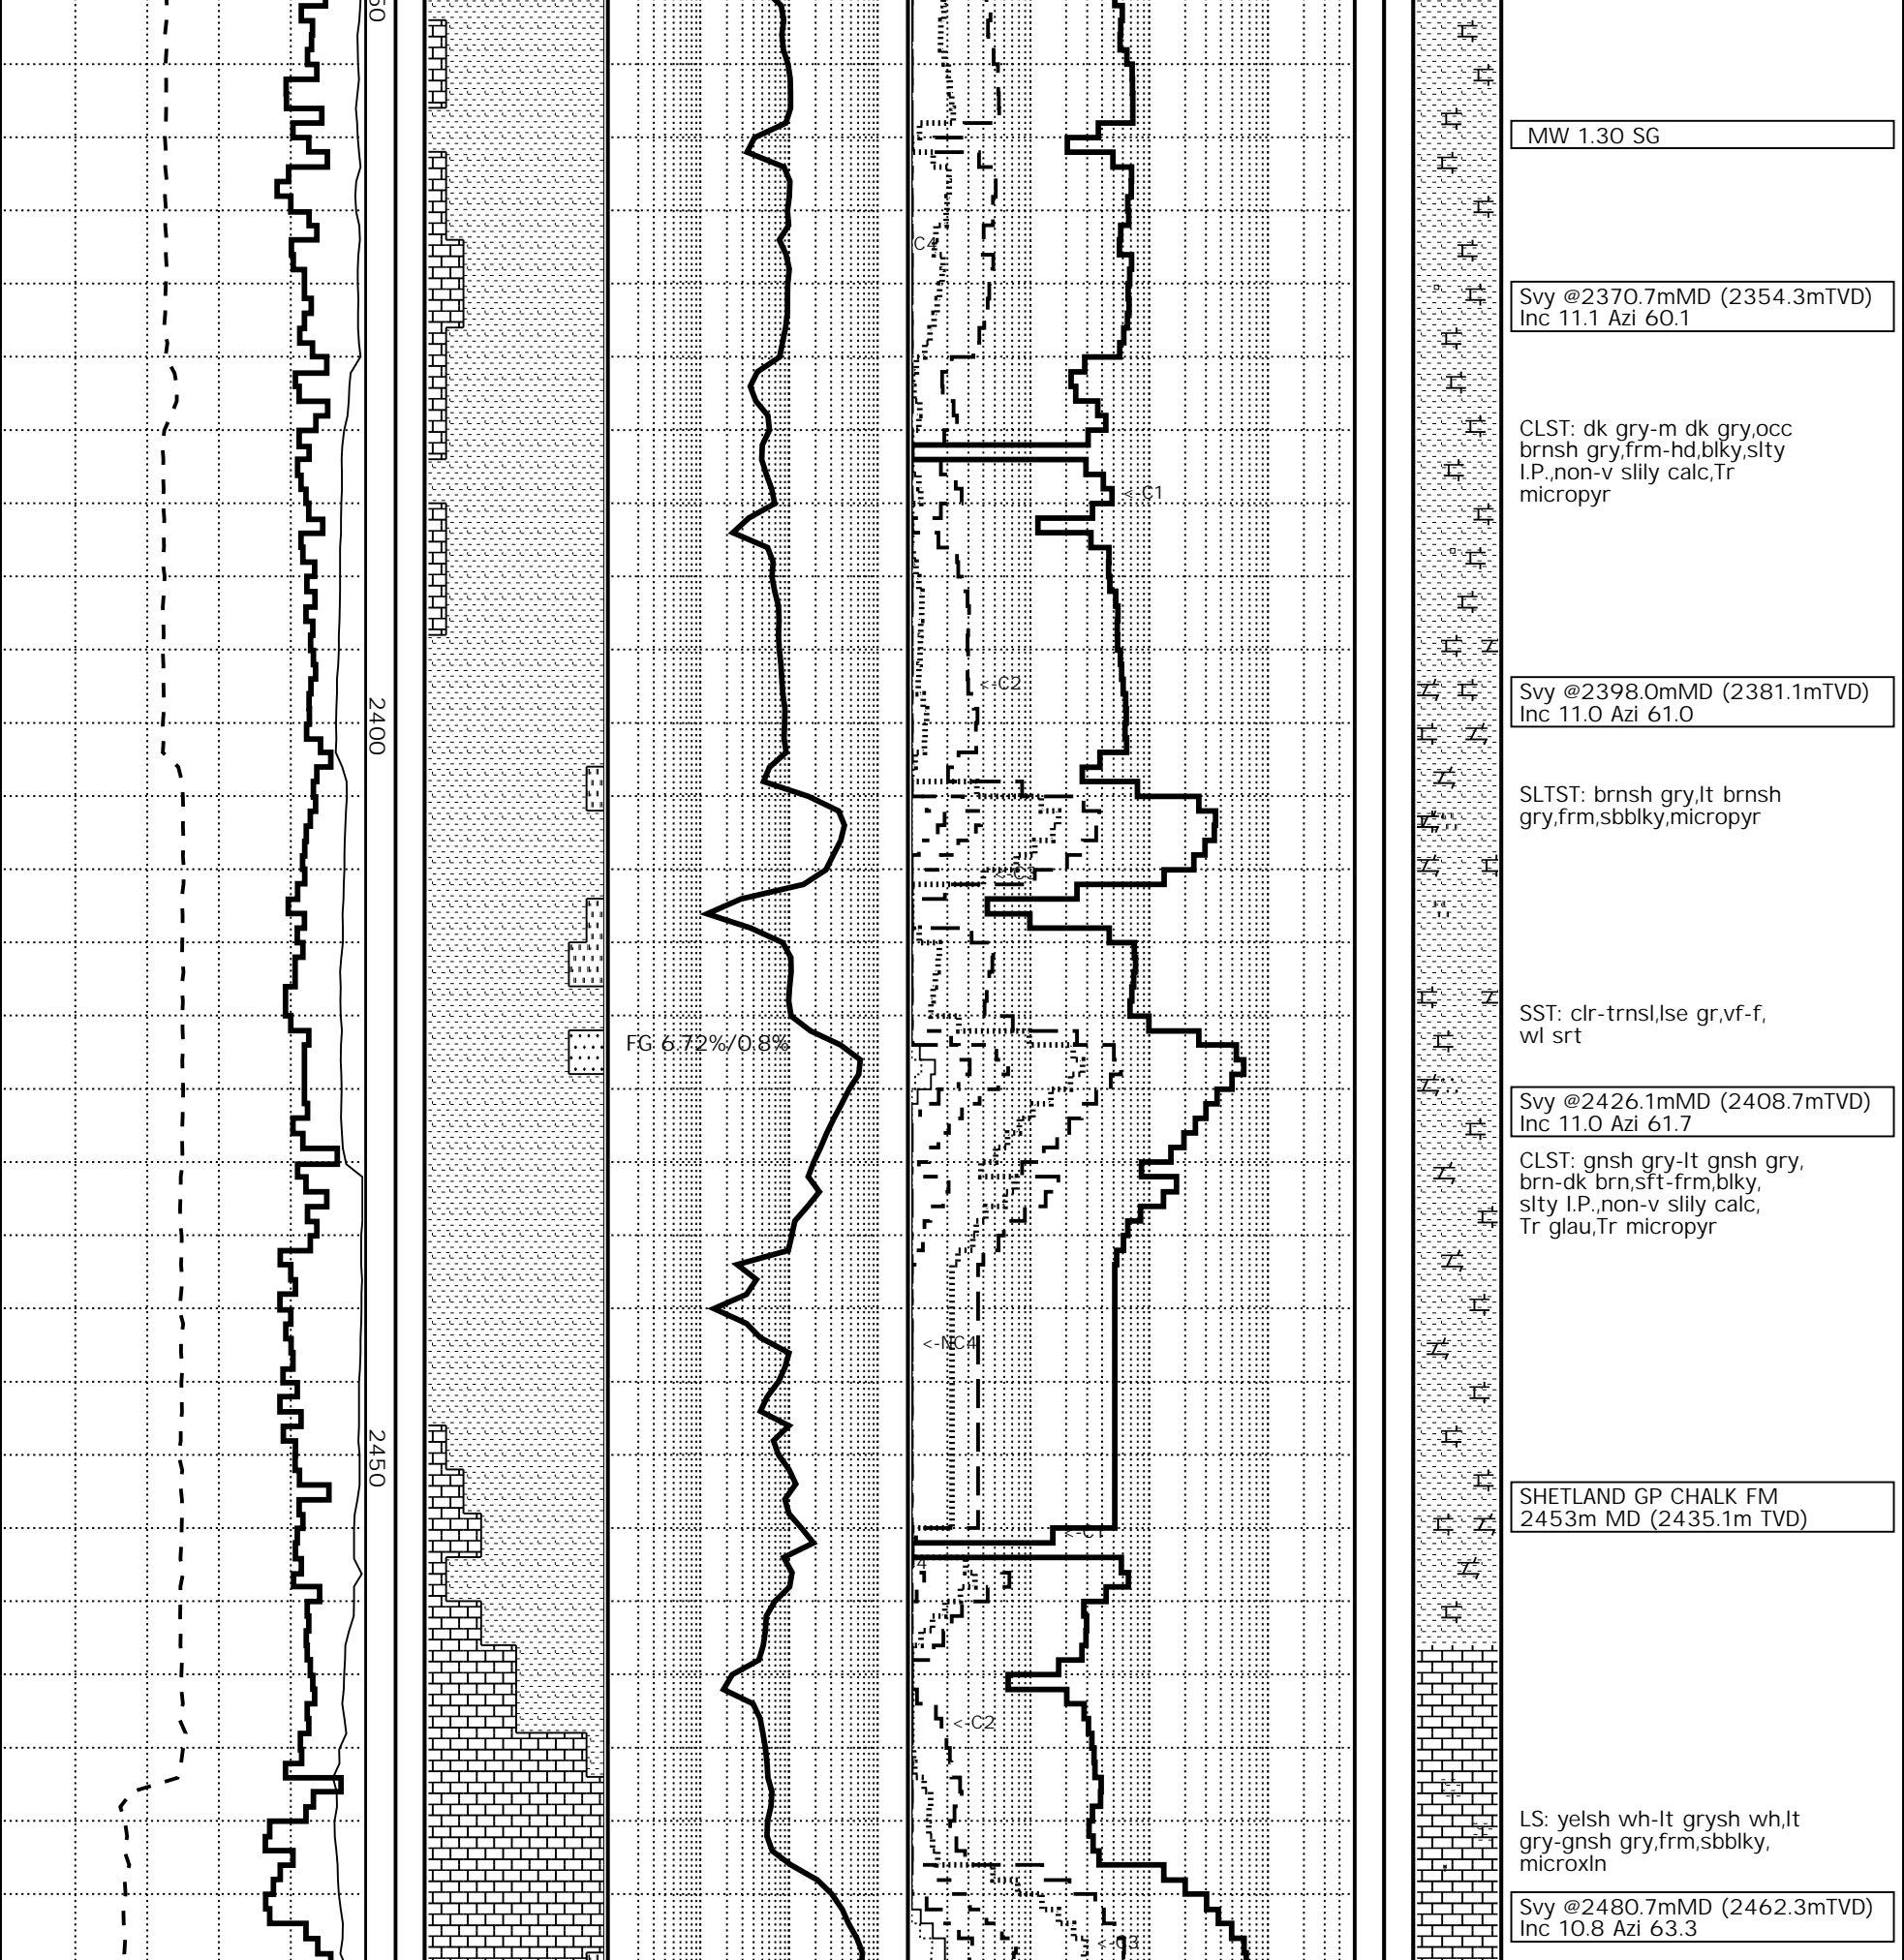 50
MW 1.30 SG
C4
Svy @2370.7mMD (2354.3mTVD)
Inc 11.1 Azi 60.1
CLST: dk gry-m dk gry,occ
brnsh gry,frm-hd,blky,slty
I.P.,non-v slily calc,Tr
micropyr
<-C1
<-C2
Svy @2398.0mMD (2381.1mTVD)
Inc 11.0 Azi 61.0
2400
SLTST: brnsh gry,lt brnsh
gry,frm,sbblky,micropyr
<-C3
SST: clr-trnsl,lse gr,vf-f,
wl srt
FG 6.72%/0.8%
Svy @2426.1mMD (2408.7mTVD)
Inc 11.0 Azi 61.7
CLST: gnsh gry-lt gnsh gry,
brn-dk brn,sft-frm,blky,
slty I.P.,non-v slily calc,
Tr glau,Tr micropyr
<-NC4
2450
SHETLAND GP CHALK FM
2453m MD (2435.1m TVD)
<-C1
4
<-C2
LS: yelsh wh-lt grysh wh,lt
gry-gnsh gry,frm,sbblky,
microxln
Svy @2480.7mMD (2462.3mTVD)
Inc 10.8 Azi 63.3
<-C3